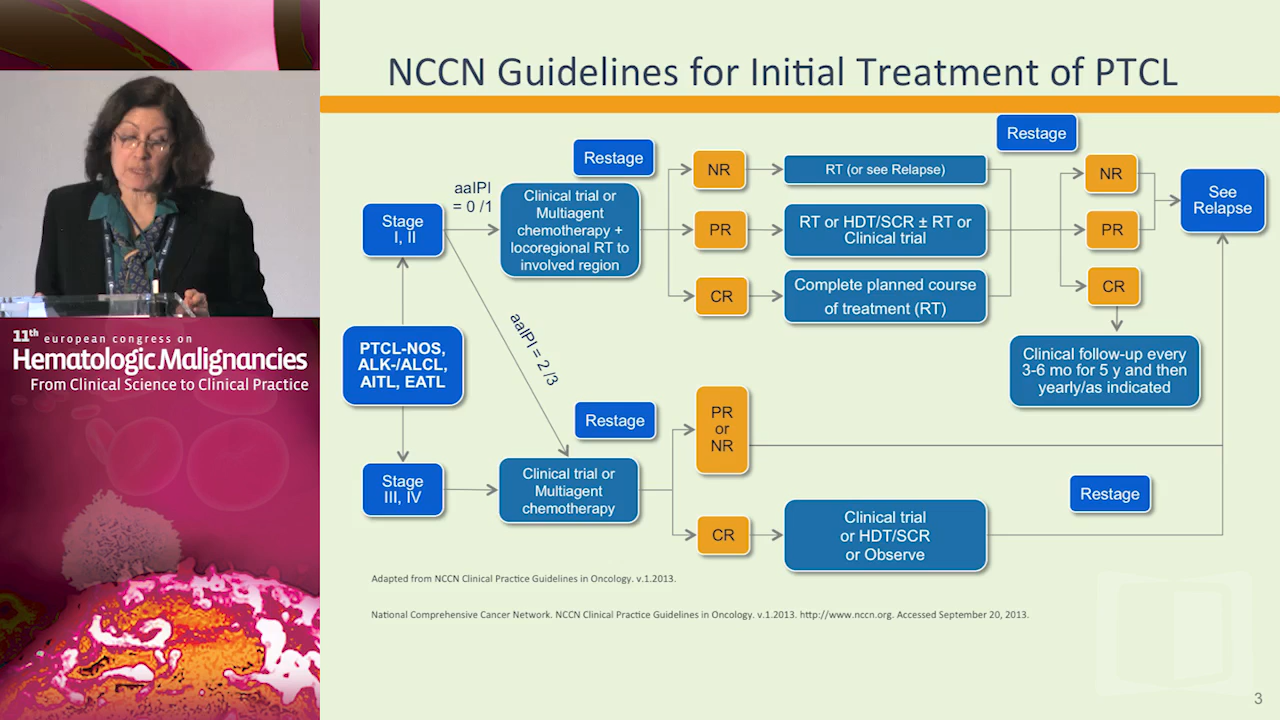 NCCN Guidelines for Initial Treatment of PTCL
Restage
Restage
aaIPI
= 0 /1
Stage
I, II
Clinical trial or
Multiagent
chemotherapy +
locoregional RT to
involved region
NR
RT (or see Relapse)
PR
RT or HDT/SCR ± RT or
Clinical trial
CR
Complete planned course
of treatment (RT)
NR
PR
CR
See
Relapse
Clinical follow-up every
3-6 mo for 5 y and then
yearly/as indicated
aaIPI = 2 /3
PTCL-NOS,
ALK-/ALCL,
AITL, EATL
Restage
Stage
III, IV
Clinical trial or
Multiagent
chemotherapy
PR
or
NR
CR
Clinical trial
or HDT/SCR
or Observe
Restage
Adapted from NCCN Clinical Practice Guidelines in Oncology. v.1.2013.
National Comprehensive Cancer Network. NCCN Clinical Practice Guidelines in Oncology. v.1.2013. http://www.nccn.org. Accessed September 20, 2013.
3
11th european congress on
Hematologic Malignancies
From Clinical Science to Clinical Practice